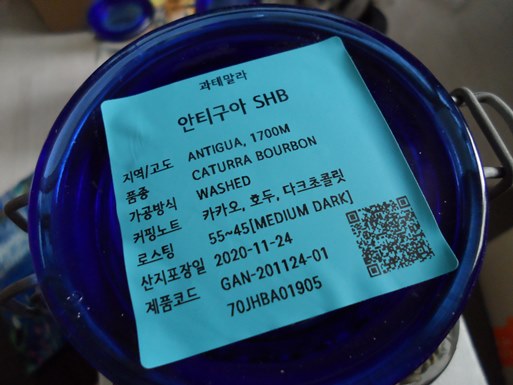 과테말라
안티구아 SHB
지역/고도 ANTIGUA, 1700M
품종 CATURRA BOURBON
가공방식 WASHED
커핑노트 카카오, 호두, 다크초콜릿
로스팅 55~45[MEDIUM DARK]
산지포장일 2020-11-24
제품코드 GAN-201124-01
70JHBA01905